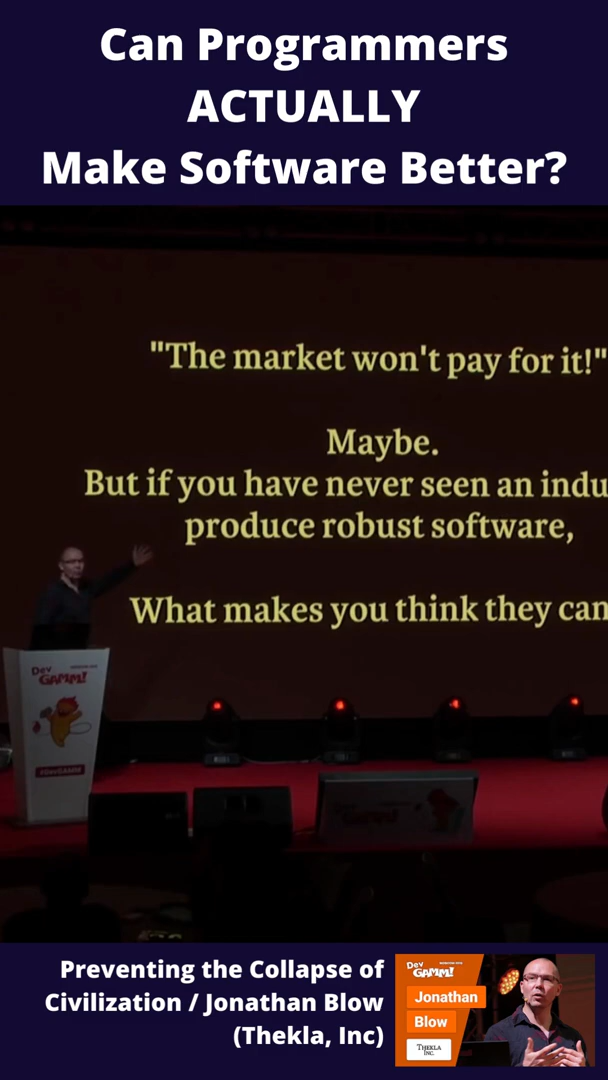 Can Programmers
ACTUALLY
Make Software Better?
"The market won't pay for it!"
Maybe.
But if you have never seen an indu
produce robust software,
What makes you think they can
Dev
GAMM!
#DevGAMM
Preventing the Collapse of
Civilization / Jonathan Blow
(Thekla, Inc)
Dev
GAMM!
Jonathan
Blow
THEKLA
INC.